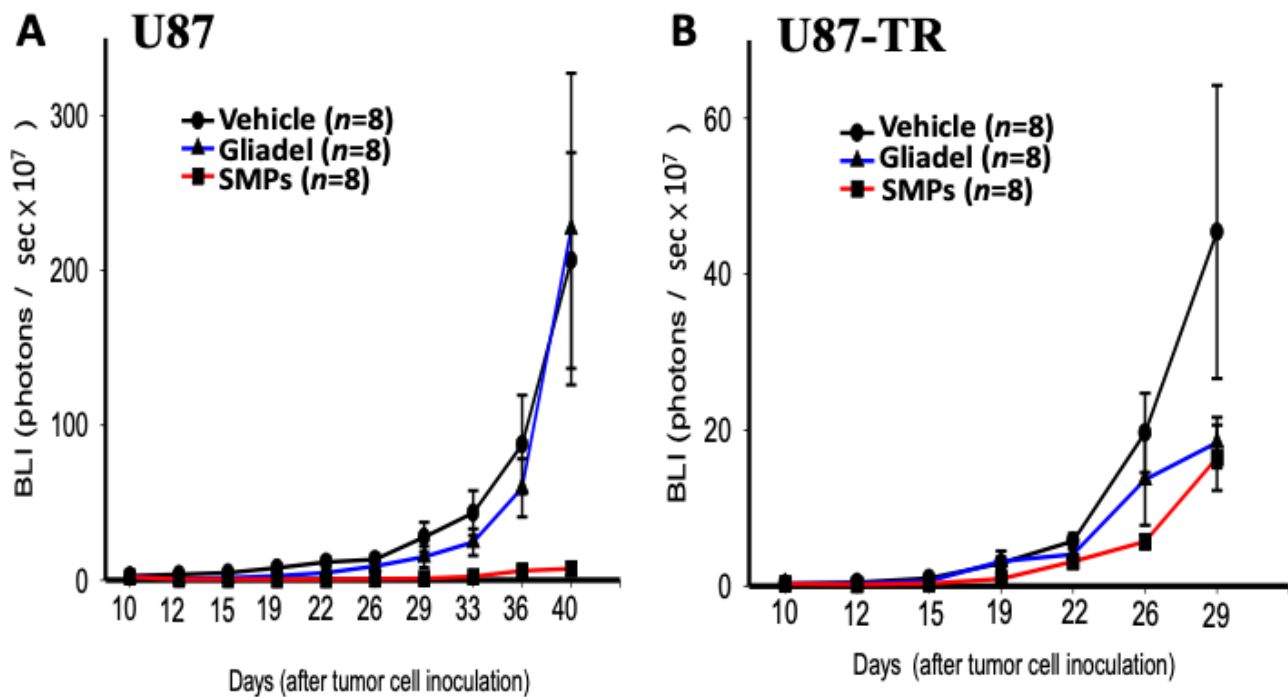 A U87
BLI (photons / sec x 10⁷ )
300
200
100
0
Vehicle (n=8)
Gliadel (n=8)
SMPs (n=8)
10 12 15 19 22 26 29 33 36 40
Days (after tumor cell inoculation)
B U87-TR
BLI (photons / sec x 10⁷ )
60
40
20
0
Vehicle (n=8)
Gliadel (n=8)
SMPs (n=8)
10 12 15 19 22 26 29
Days (after tumor cell inoculation)